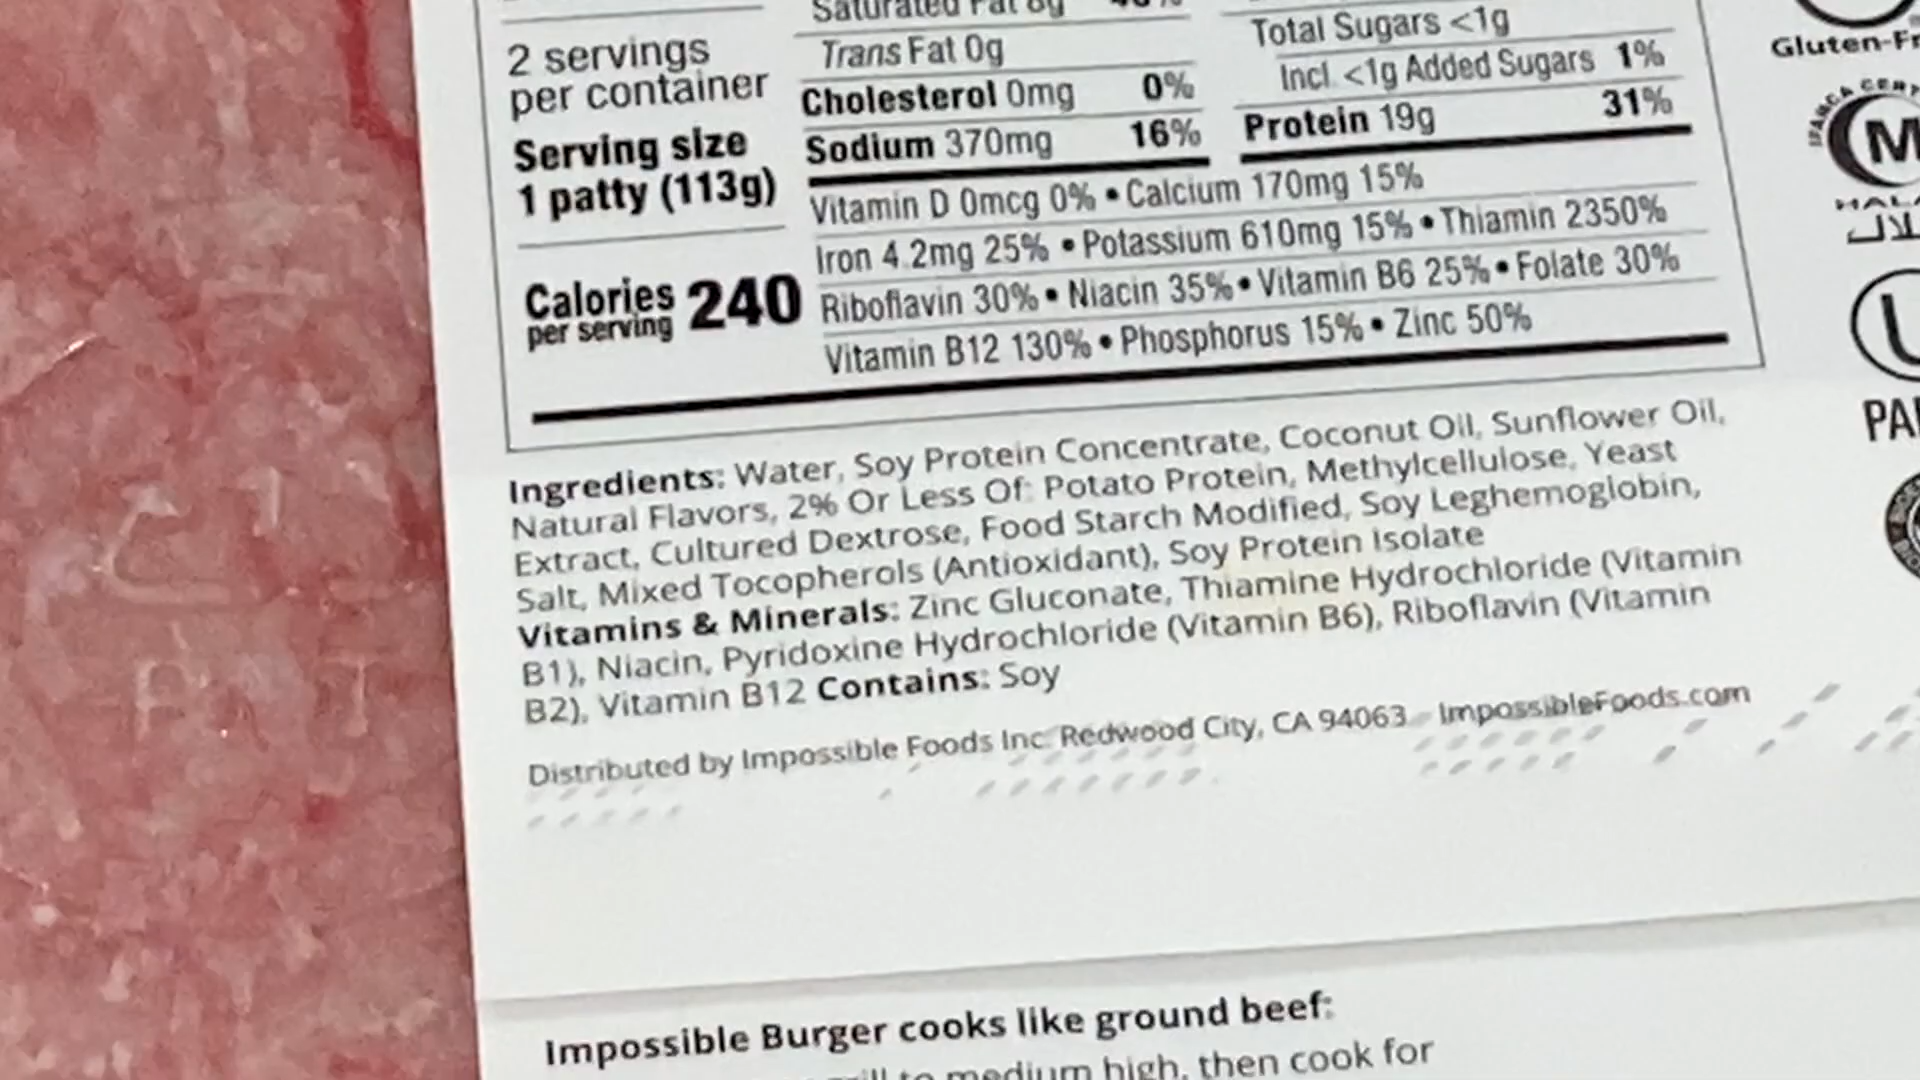 Saturated Fat 8g
2 servings
per container
Serving size
1 patty (113g)
Calories
per serving
240
Trans Fat 0g
Cholesterol 0mg 0%
Sodium 370mg 16%
Total Sugars <1g
Incl. <1g Added Sugars 1%
Protein 19g 31%
Vitamin D 0mcg 0% • Calcium 170mg 15%
Iron 4.2mg 25% • Potassium 610mg 15% • Thiamin 2350%
Riboflavin 30% • Niacin 35% • Vitamin B6 25% • Folate 30%
Vitamin B12 130% • Phosphorus 15% • Zinc 50%
Ingredients: Water, Soy Protein Concentrate, Coconut Oil, Sunflower Oil,
Natural Flavors, 2% Or Less Of: Potato Protein, Methylcellulose, Yeast
Extract, Cultured Dextrose, Food Starch Modified, Soy Leghemoglobin,
Salt, Mixed Tocopherols (Antioxidant), Soy Protein Isolate
Vitamins & Minerals: Zinc Gluconate, Thiamine Hydrochloride (Vitamin
B1), Niacin, Pyridoxine Hydrochloride (Vitamin B6), Riboflavin (Vitamin
B2), Vitamin B12 Contains: Soy
Distributed by Impossible Foods Inc. Redwood City, CA 94063 ImpossibleFoods.com
Gluten-Fr
M
U
PAR
Impossible Burger cooks like ground beef:
to medium high, then cook for